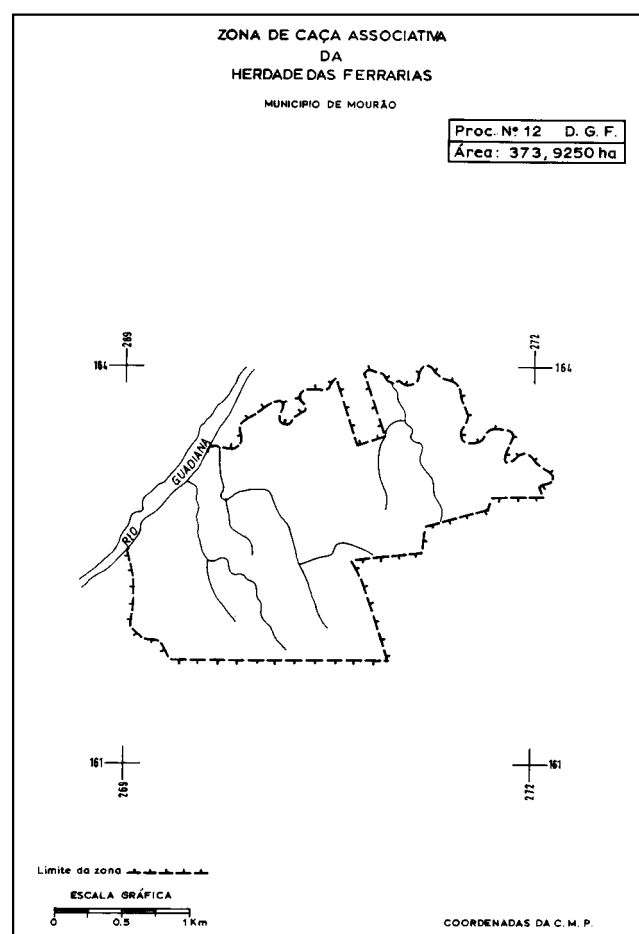 ZONA DE CAÇA ASSOCIATIVA
DA
HERDADE DAS FERRARIAS
MUNICIPIO DE MOURÃO
Proc. Nº 12 D. G. F.
Área: 373,9250 ha
269
272
164
164
RIO GUADIANA
161
161
269
272
Limite da zona
ESCALA GRÁFICA
0 0.5 1 Km
COORDENADAS DA C. M. P.